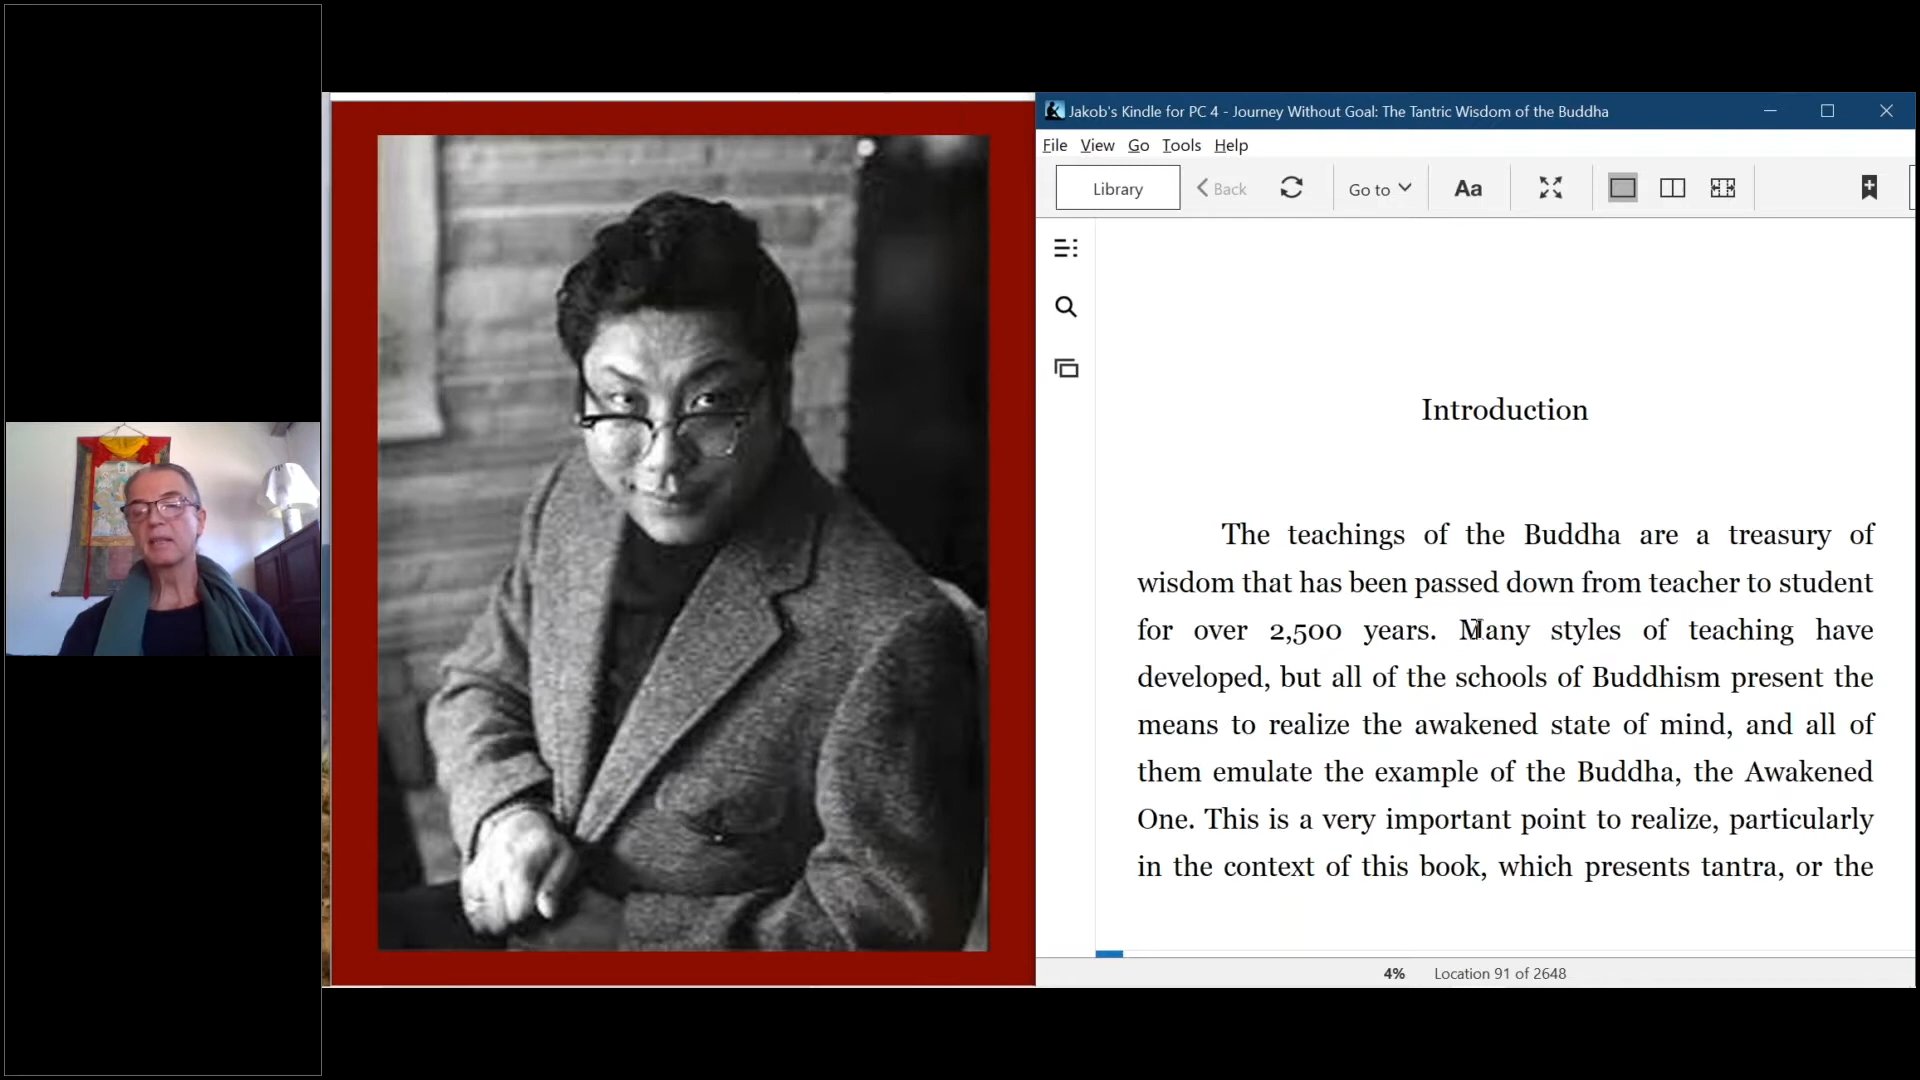 Jakob's Kindle for PC 4 - Journey Without Goal: The Tantric Wisdom of the Buddha
File View Go Tools Help
Library Back Go to Aa
Introduction
The teachings of the Buddha are a treasury of
wisdom that has been passed down from teacher to student
for over 2,500 years. Many styles of teaching have
developed, but all of the schools of Buddhism present the
means to realize the awakened state of mind, and all of
them emulate the example of the Buddha, the Awakened
One. This is a very important point to realize, particularly
in the context of this book, which presents tantra, or the
4% Location 91 of 2648